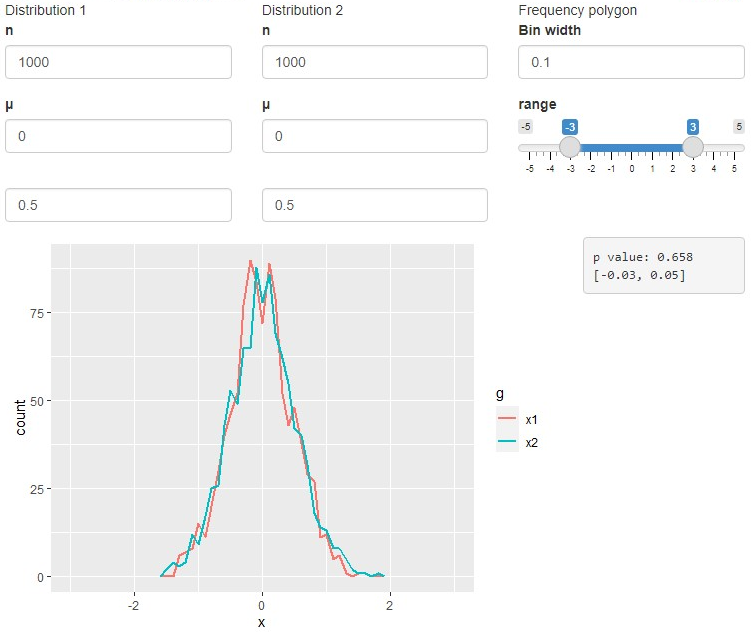 Distribution 1 Distribution 2 Frequency polygon
n n Bin width
1000 1000 0.1
µ µ range
0 0
-5 -3 3 5
-5 -4 -3 -2 -1 0 1 2 3 4 5
0.5 0.5
p value: 0.658
[-0.03, 0.05]
75
50
25
0
count
-2 0 2
x
g
x1
x2